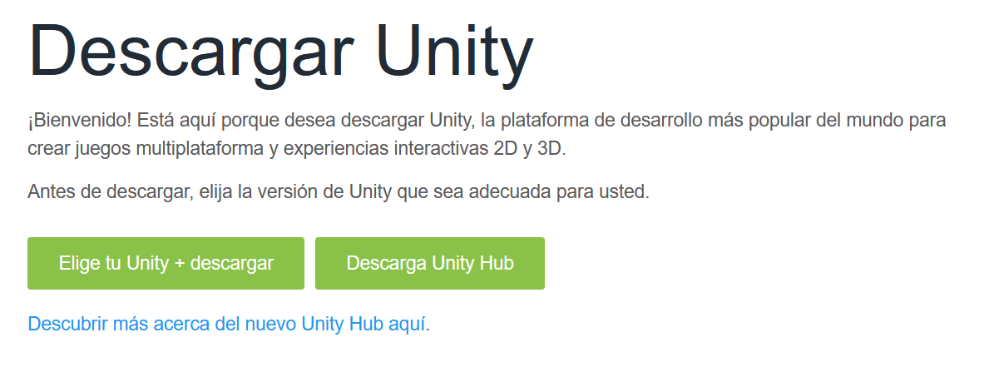 Descargar Unity
¡Bienvenido! Está aquí porque desea descargar Unity, la plataforma de desarrollo más popular del mundo para
crear juegos multiplataforma y experiencias interactivas 2D y 3D.
Antes de descargar, elija la versión de Unity que sea adecuada para usted.
Elige tu Unity + descargar
Descarga Unity Hub
Descubrir más acerca del nuevo Unity Hub aquí.